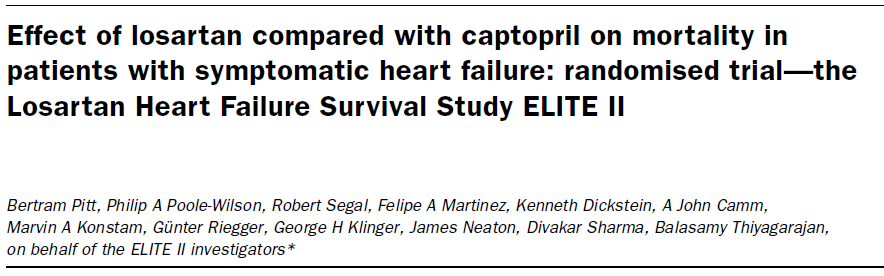 Effect of losartan compared with captopril on mortality in
patients with symptomatic heart failure: randomised trial—the
Losartan Heart Failure Survival Study ELITE II
Bertram Pitt, Philip A Poole-Wilson, Robert Segal, Felipe A Martinez, Kenneth Dickstein, A John Camm,
Marvin A Konstam, Günter Riegger, George H Klinger, James Neaton, Divakar Sharma, Balasamy Thiyagarajan,
on behalf of the ELITE II investigators*